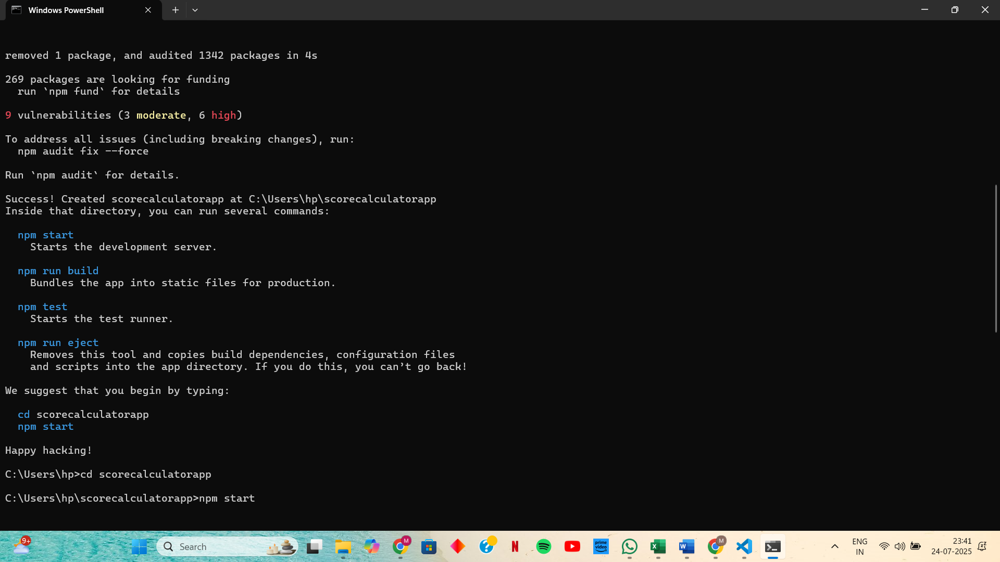 Windows PowerShell
removed 1 package, and audited 1342 packages in 4s
269 packages are looking for funding
run `npm fund` for details
9 vulnerabilities (3 moderate, 6 high)
To address all issues (including breaking changes), run:
npm audit fix --force
Run `npm audit` for details.
Success! Created scorecalculatorapp at C:\Users\hp\scorecalculatorapp
Inside that directory, you can run several commands:
npm start
Starts the development server.
npm run build
Bundles the app into static files for production.
npm test
Starts the test runner.
npm run eject
Removes this tool and copies build dependencies, configuration files
and scripts into the app directory. If you do this, you can’t go back!
We suggest that you begin by typing:
cd scorecalculatorapp
npm start
Happy hacking!
C:\Users\hp>cd scorecalculatorapp
C:\Users\hp\scorecalculatorapp>npm start
9+
Search
M
N
prime video
X
W
M
ENG
IN
23:41
24-07-2025